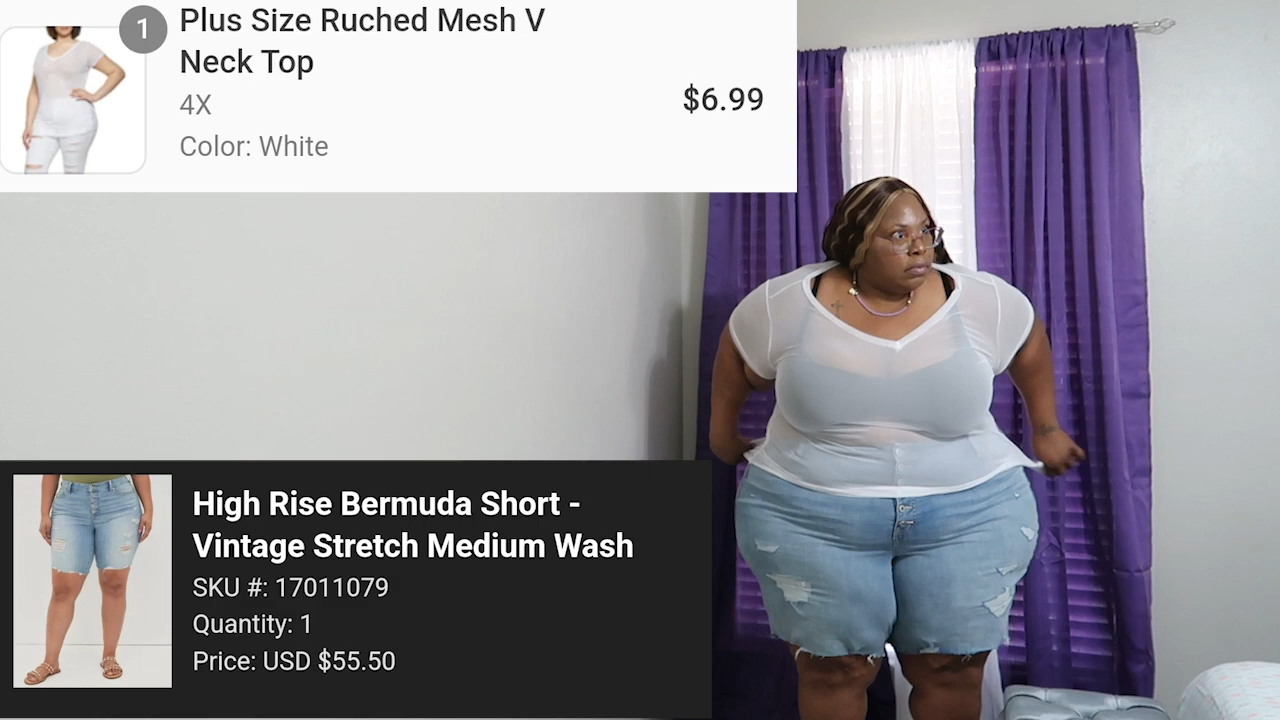 1
Plus Size Ruched Mesh V
Neck Top
4X
$6.99
Color: White
High Rise Bermuda Short -
Vintage Stretch Medium Wash
SKU #: 17011079
Quantity: 1
Price: USD $55.50